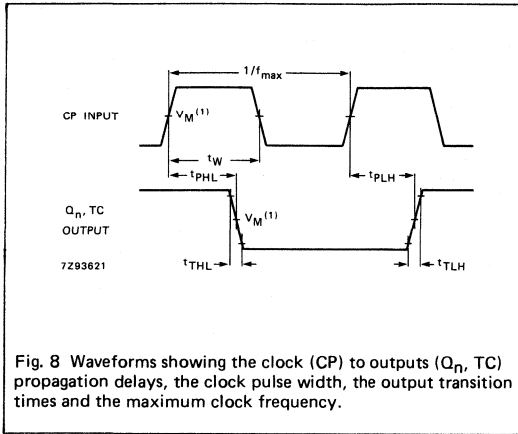 1/fmax
CP INPUT
VM(1)
tW
tPHL
tPLH
Qn, TC
OUTPUT
VM(1)
7Z93621
tTHL
tTLH
Fig. 8 Waveforms showing the clock (CP) to outputs (Qn, TC)
propagation delays, the clock pulse width, the output transition
times and the maximum clock frequency.